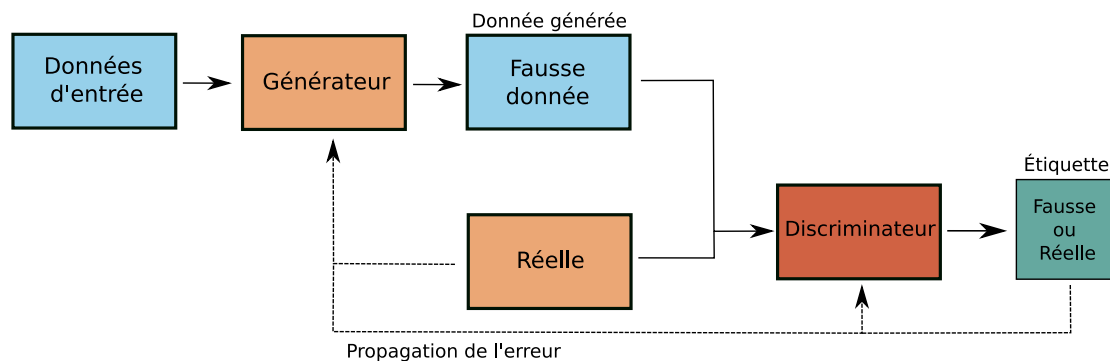 Données
d'entrée
Générateur
Donnée générée
Fausse
donnée
Réelle
Discriminateur
Étiquette
Fausse
ou
Réelle
Propagation de l'erreur